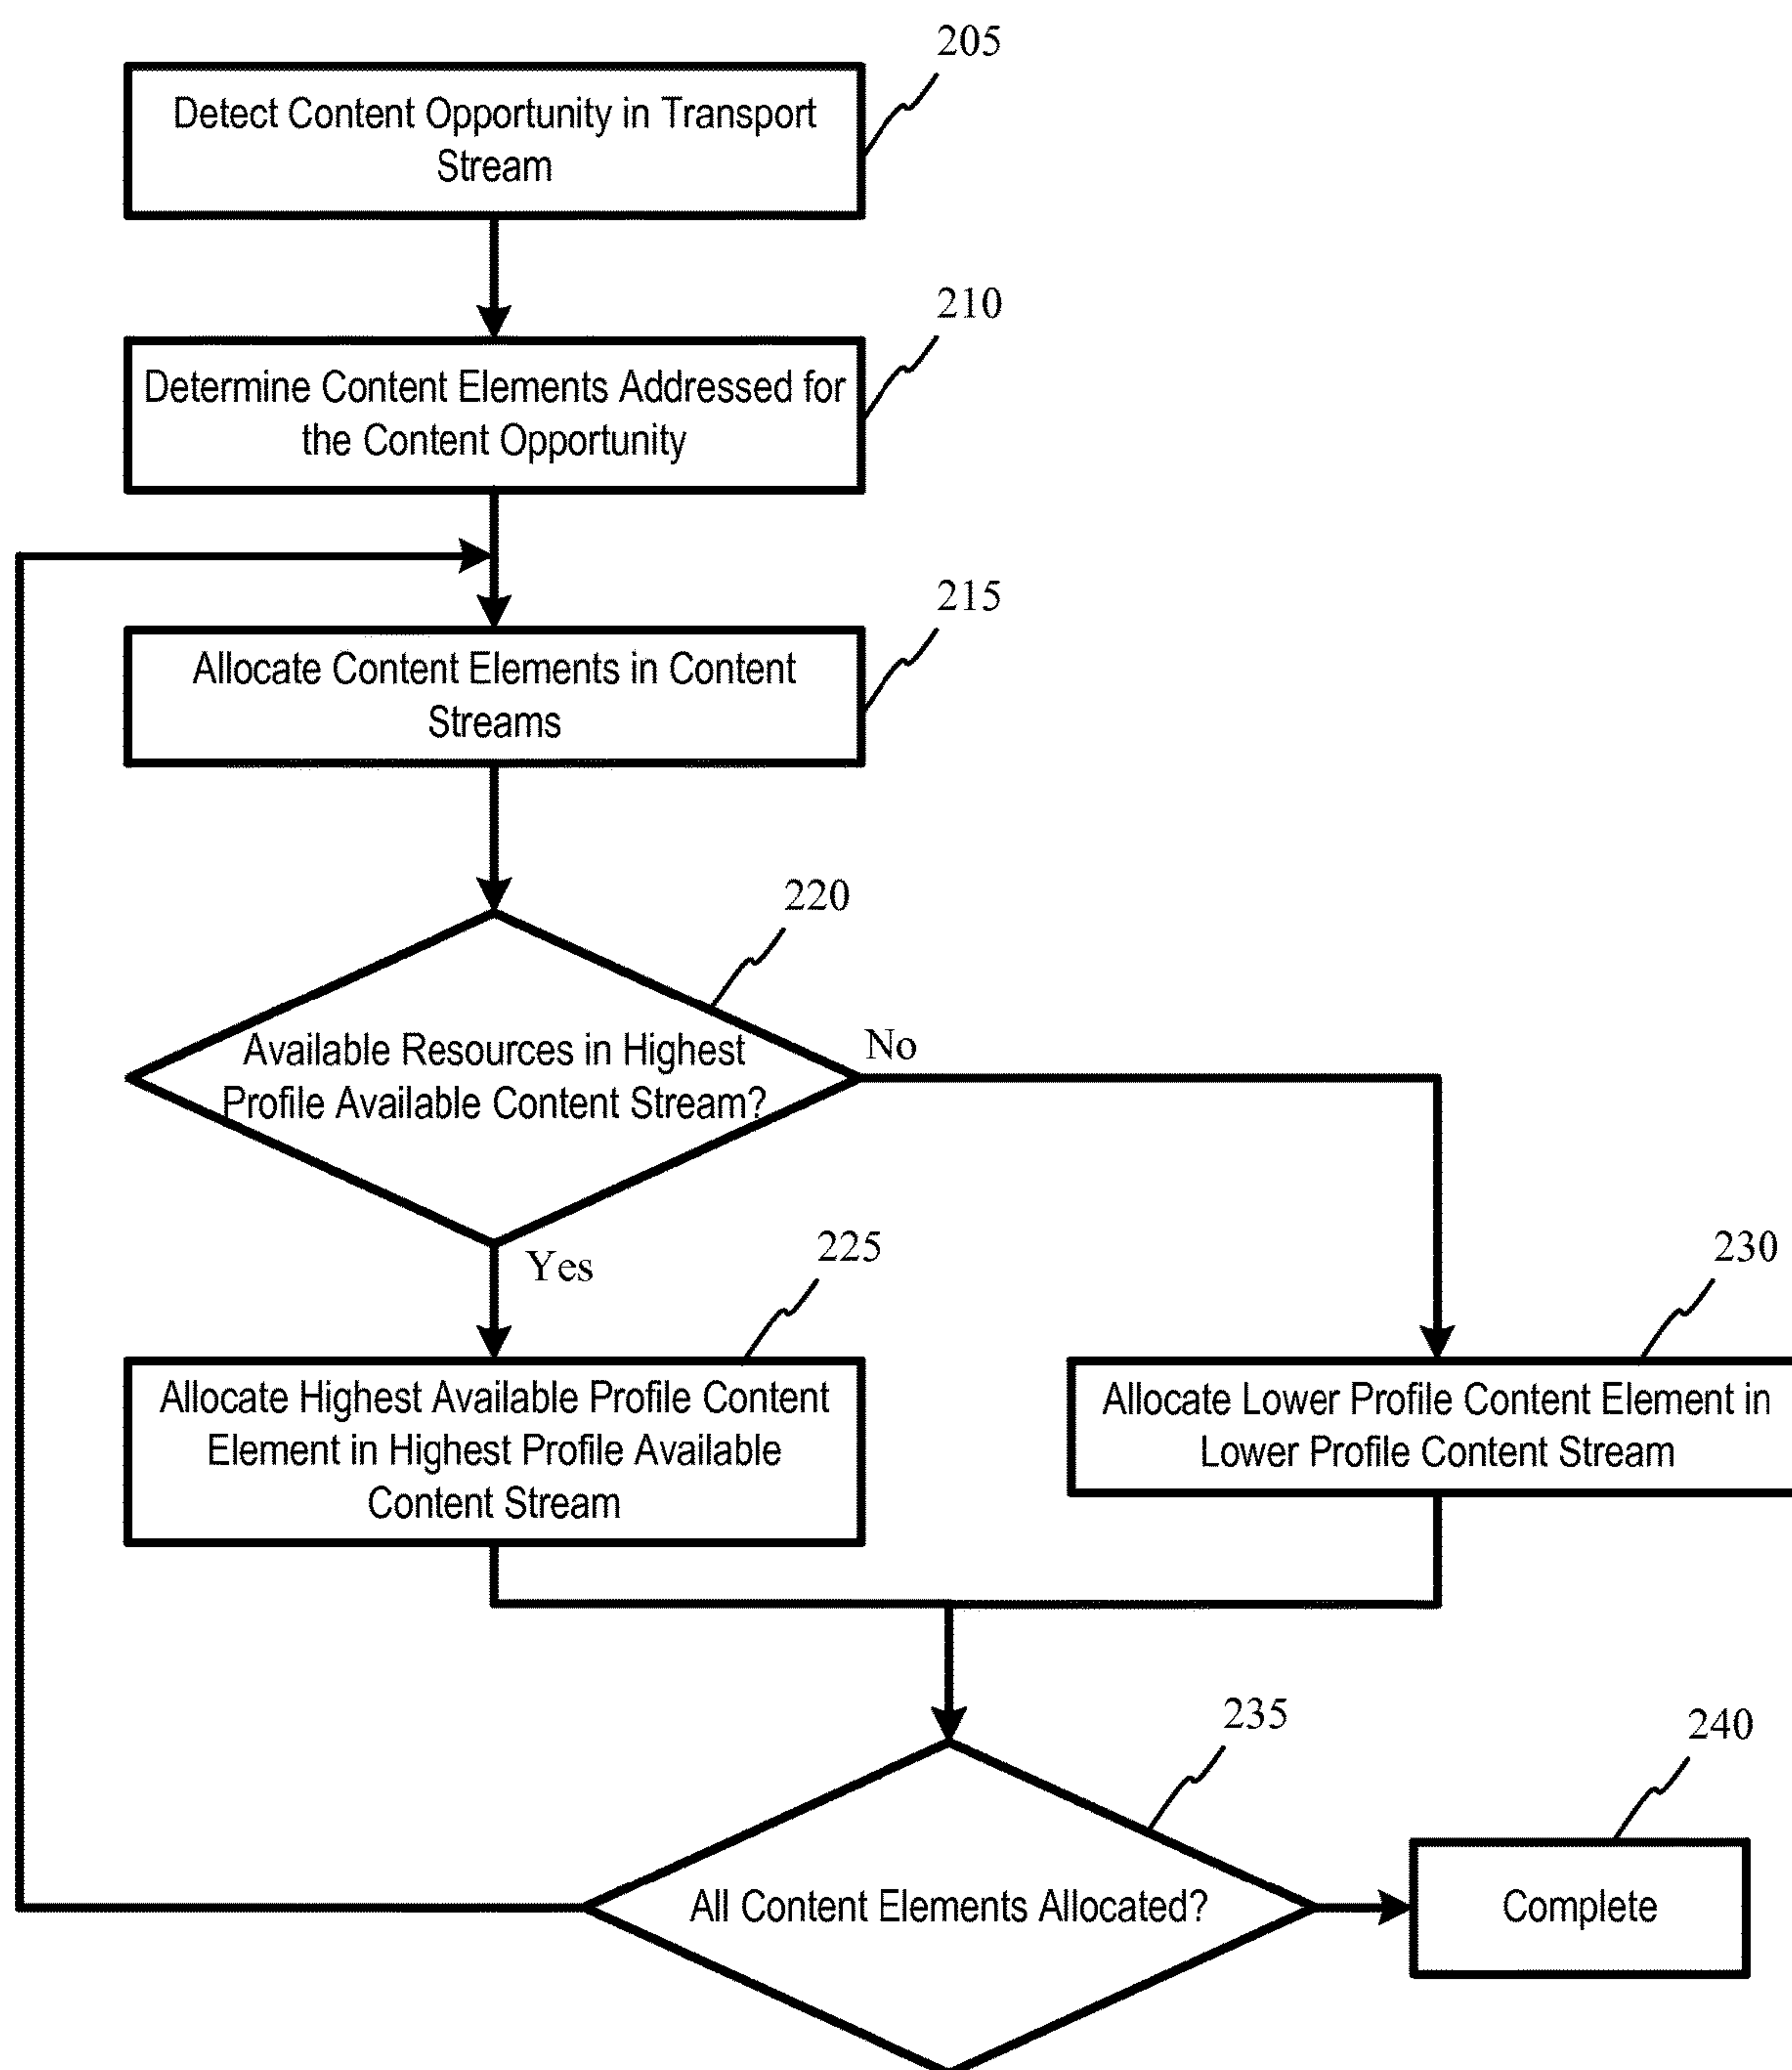 205
Detect Content Opportunity in Transport
Stream
210
Determine Content Elements Addressed for
the Content Opportunity
215
Allocate Content Elements in Content
Streams
220
Available Resources in Highest
Profile Available Content Stream?
No
Yes
225
Allocate Highest Available Profile Content
Element in Highest Profile Available
Content Stream
230
Allocate Lower Profile Content Element in
Lower Profile Content Stream
235
All Content Elements Allocated?
240
Complete